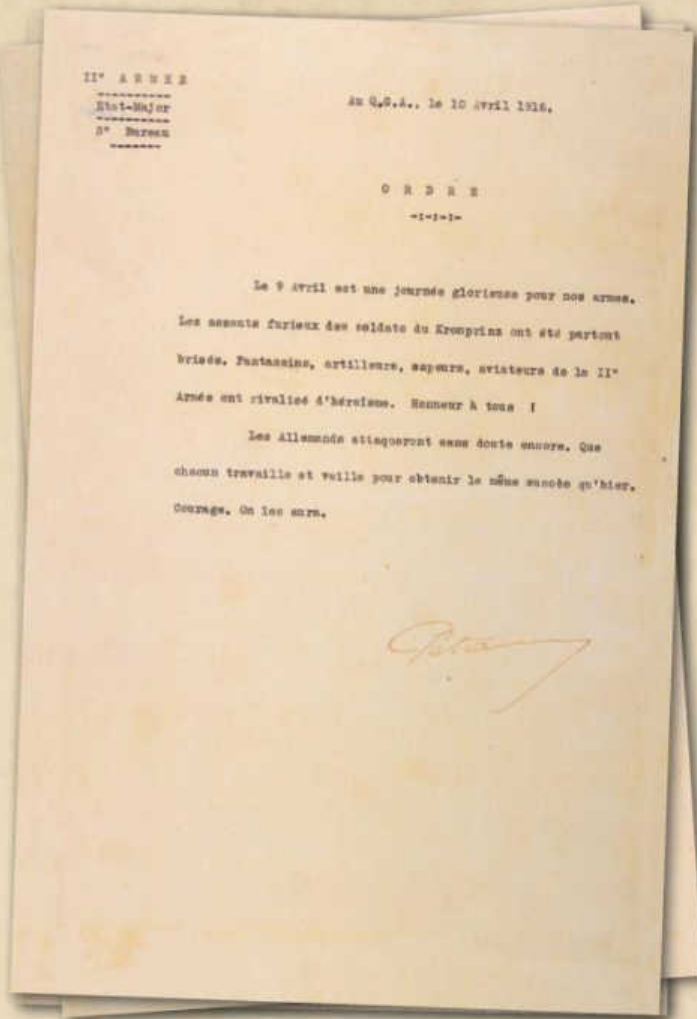 II° ARMEE
Etat-Major
3° Bureau
Au Q.G.A., le 10 Avril 1916.
ORDRE
-:-:-:-
Le 9 Avril est une journée glorieuse pour nos armes.
Les assauts furieux des soldats du Kronprinz ont été partout
brisés. Fantassins, artilleurs, sapeurs, aviateurs de la II°
Armée ont rivalisé d'héroïsme. Honneur à tous !
Les Allemands attaqueront sans doute encore. Que
chacun travaille et veille pour obtenir le même succès qu'hier.
Courage. On les aura.